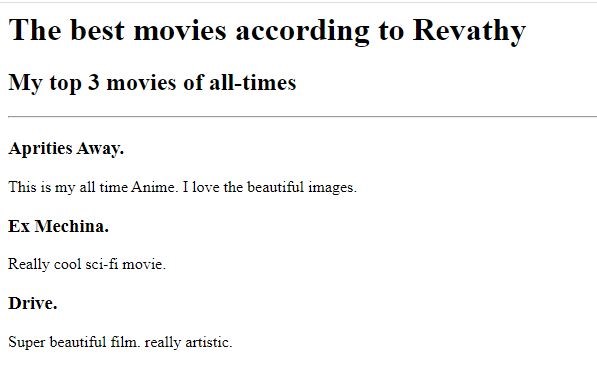 The best movies according to Revathy
My top 3 movies of all-times
Aprities Away.
This is my all time Anime. I love the beautiful images.
Ex Mechina.
Really cool sci-fi movie.
Drive.
Super beautiful film. really artistic.